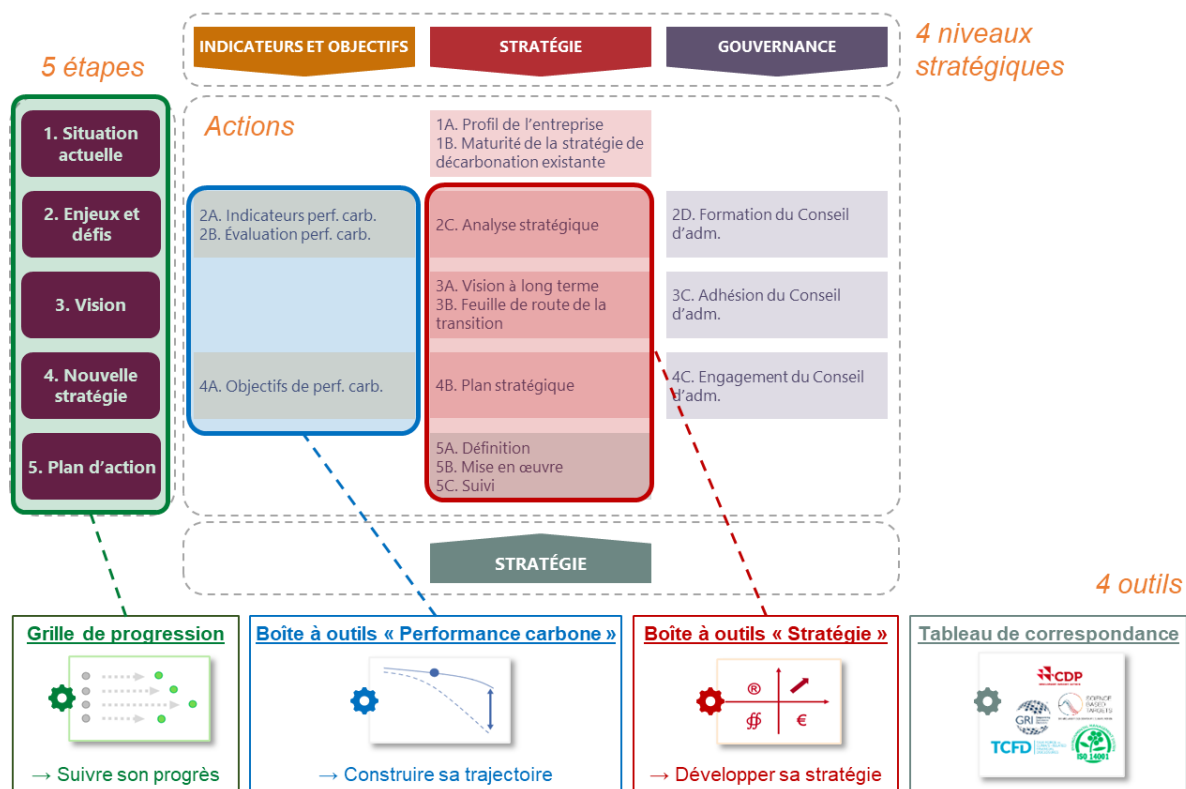 INDICATEURS ET OBJECTIFS
STRATÉGIE
GOUVERNANCE
4 niveaux
stratégiques
5 étapes
Actions
1. Situation
actuelle
1A. Profil de l'entreprise
1B. Maturité de la stratégie de
décarbonation existante
2. Enjeux et
défis
2A. Indicateurs perf. carb.
2B. Évaluation perf. carb.
2C. Analyse stratégique
2D. Formation du Conseil
d'adm.
3. Vision
3A. Vision à long terme
3B. Feuille de route de la
transition
3C. Adhésion du Conseil
d'adm.
4. Nouvelle
stratégie
4A. Objectifs de perf. carb.
4B. Plan stratégique
4C. Engagement du Conseil
d'adm.
5. Plan d'action
5A. Définition
5B. Mise en œuvre
5C. Suivi
STRATÉGIE
4 outils
Grille de progression
→ Suivre son progrès
Boîte à outils « Performance carbone »
→ Construire sa trajectoire
Boîte à outils « Stratégie »
®
∯
€
→ Développer sa stratégie
Tableau de correspondance
CDP
SCIENCE
BASED
TARGETS
GRI
TCFD
ISO 14001